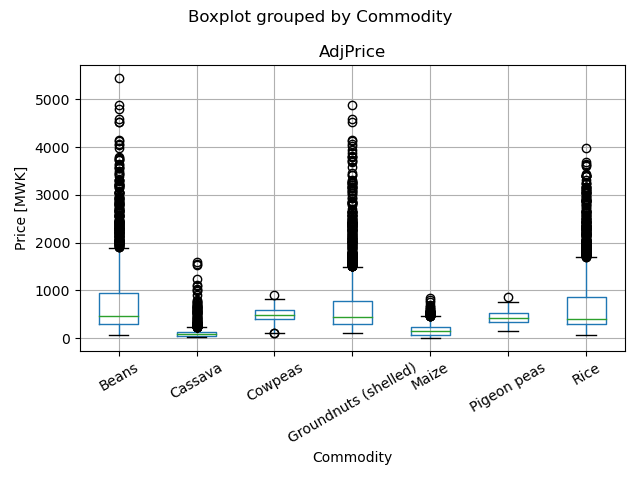 Boxplot grouped by Commodity
AdjPrice
Price [MWK]
5000
4000
3000
2000
1000
0
Beans
Cassava
Cowpeas
Groundnuts (shelled)
Maize
Pigeon peas
Rice
Commodity